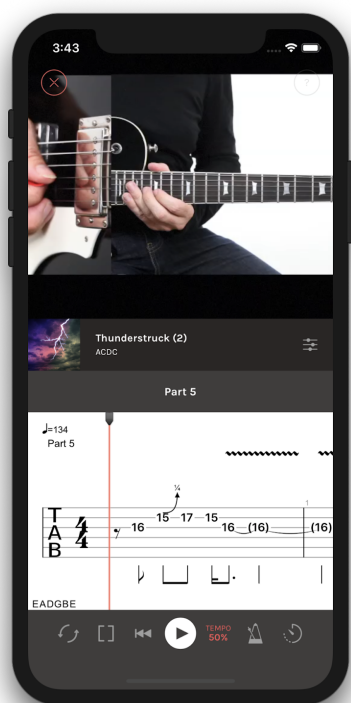 3:43
?
Thunderstruck (2)
ACDC
Part 5
♩=134
Part 5
1/4
1
T
A
B
4
4
15 17 15
16 16 (16) (16)
EADGBE
TEMPO
50%